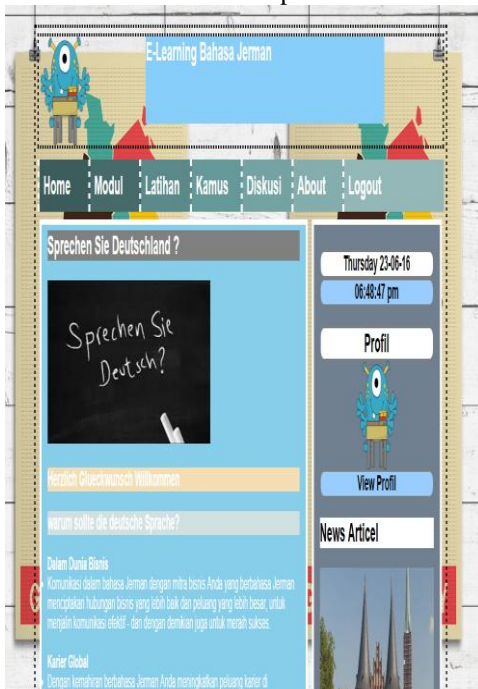 E-Learning Bahasa Jerman
Home Modul Latihan Kamus Diskusi About Logout
Sprechen Sie Deutschland ?
Sprechen Sie
Deutsch?
Herzlich Glueckwunsch Willkommen
warum sollte die deutsche Sprache?
Dalam Dunia Bisnis
Komunikasi dalam bahasa Jerman dengan mitra bisnis Anda yang berbahasa Jerman
menciptakan hubungan bisnis yang lebih baik dan peluang yang lebih besar, untuk
menjalin komunikasi efektif - dan dengan demikian juga untuk meraih sukses.
Karier Global
Dengan kemahiran berbahasa Jerman Anda meningkatkan peluang karier di
Thursday 23-06-16
06:48:47 pm
Profil
View Profil
News Articel